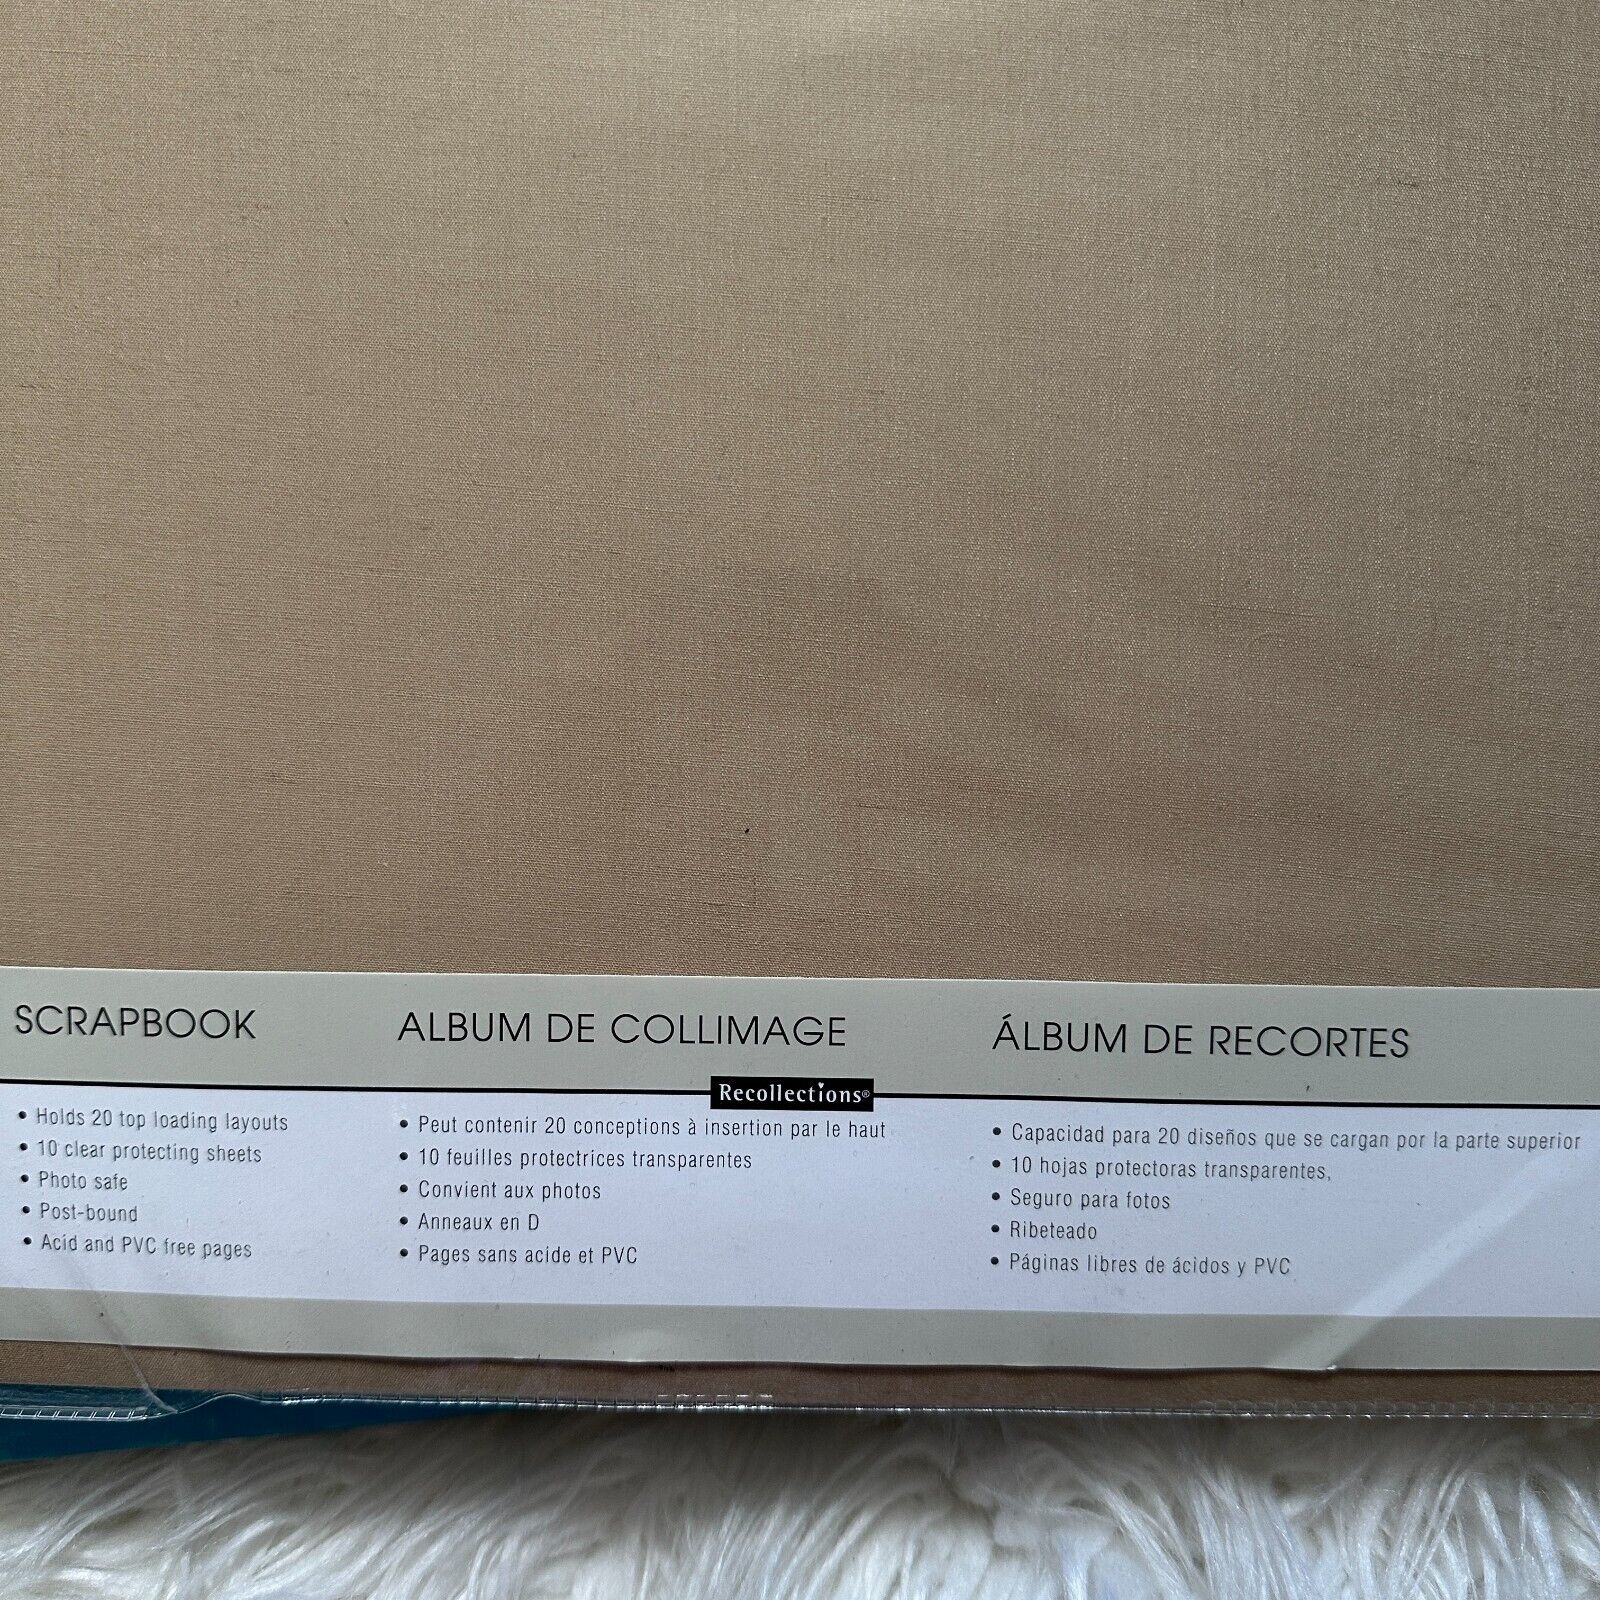 SCRAPBOOK
• Holds 20 top loading layouts
• 10 clear protecting sheets
• Photo safe
• Post-bound
• Acid and PVC free pages
ALBUM DE COLLIMAGE
• Peut contenir 20 conceptions à insertion par le haut
• 10 feuilles protectrices transparentes
• Convient aux photos
• Anneaux en D
• Pages sans acide et PVC
Recollections®
ÁLBUM DE RECORTES
• Capacidad para 20 diseños que se cargan por la parte superior
• 10 hojas protectoras transparentes,
• Seguro para fotos
• Ribeteado
• Páginas libres de ácidos y PVC